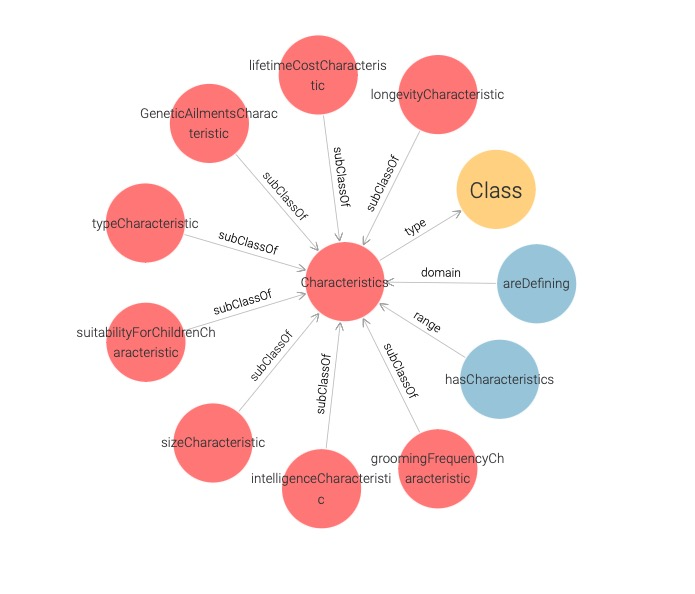 lifetimeCostCharacteris
tic
longevityCharacteristic
GeneticAilmentsCharac
teristic
subClassOf
subClassOf
subClassOf
Class
typeCharacteristic
subClassOf
type
Characteristics
domain
areDefining
subClassOf
suitabilityForChildrenCh
aracteristic
range
subClassOf
subClassOf
subClassOf
hasCharacteristics
sizeCharacteristic
groomingFrequencyCh
aracteristic
intelligenceCharacteristi
c